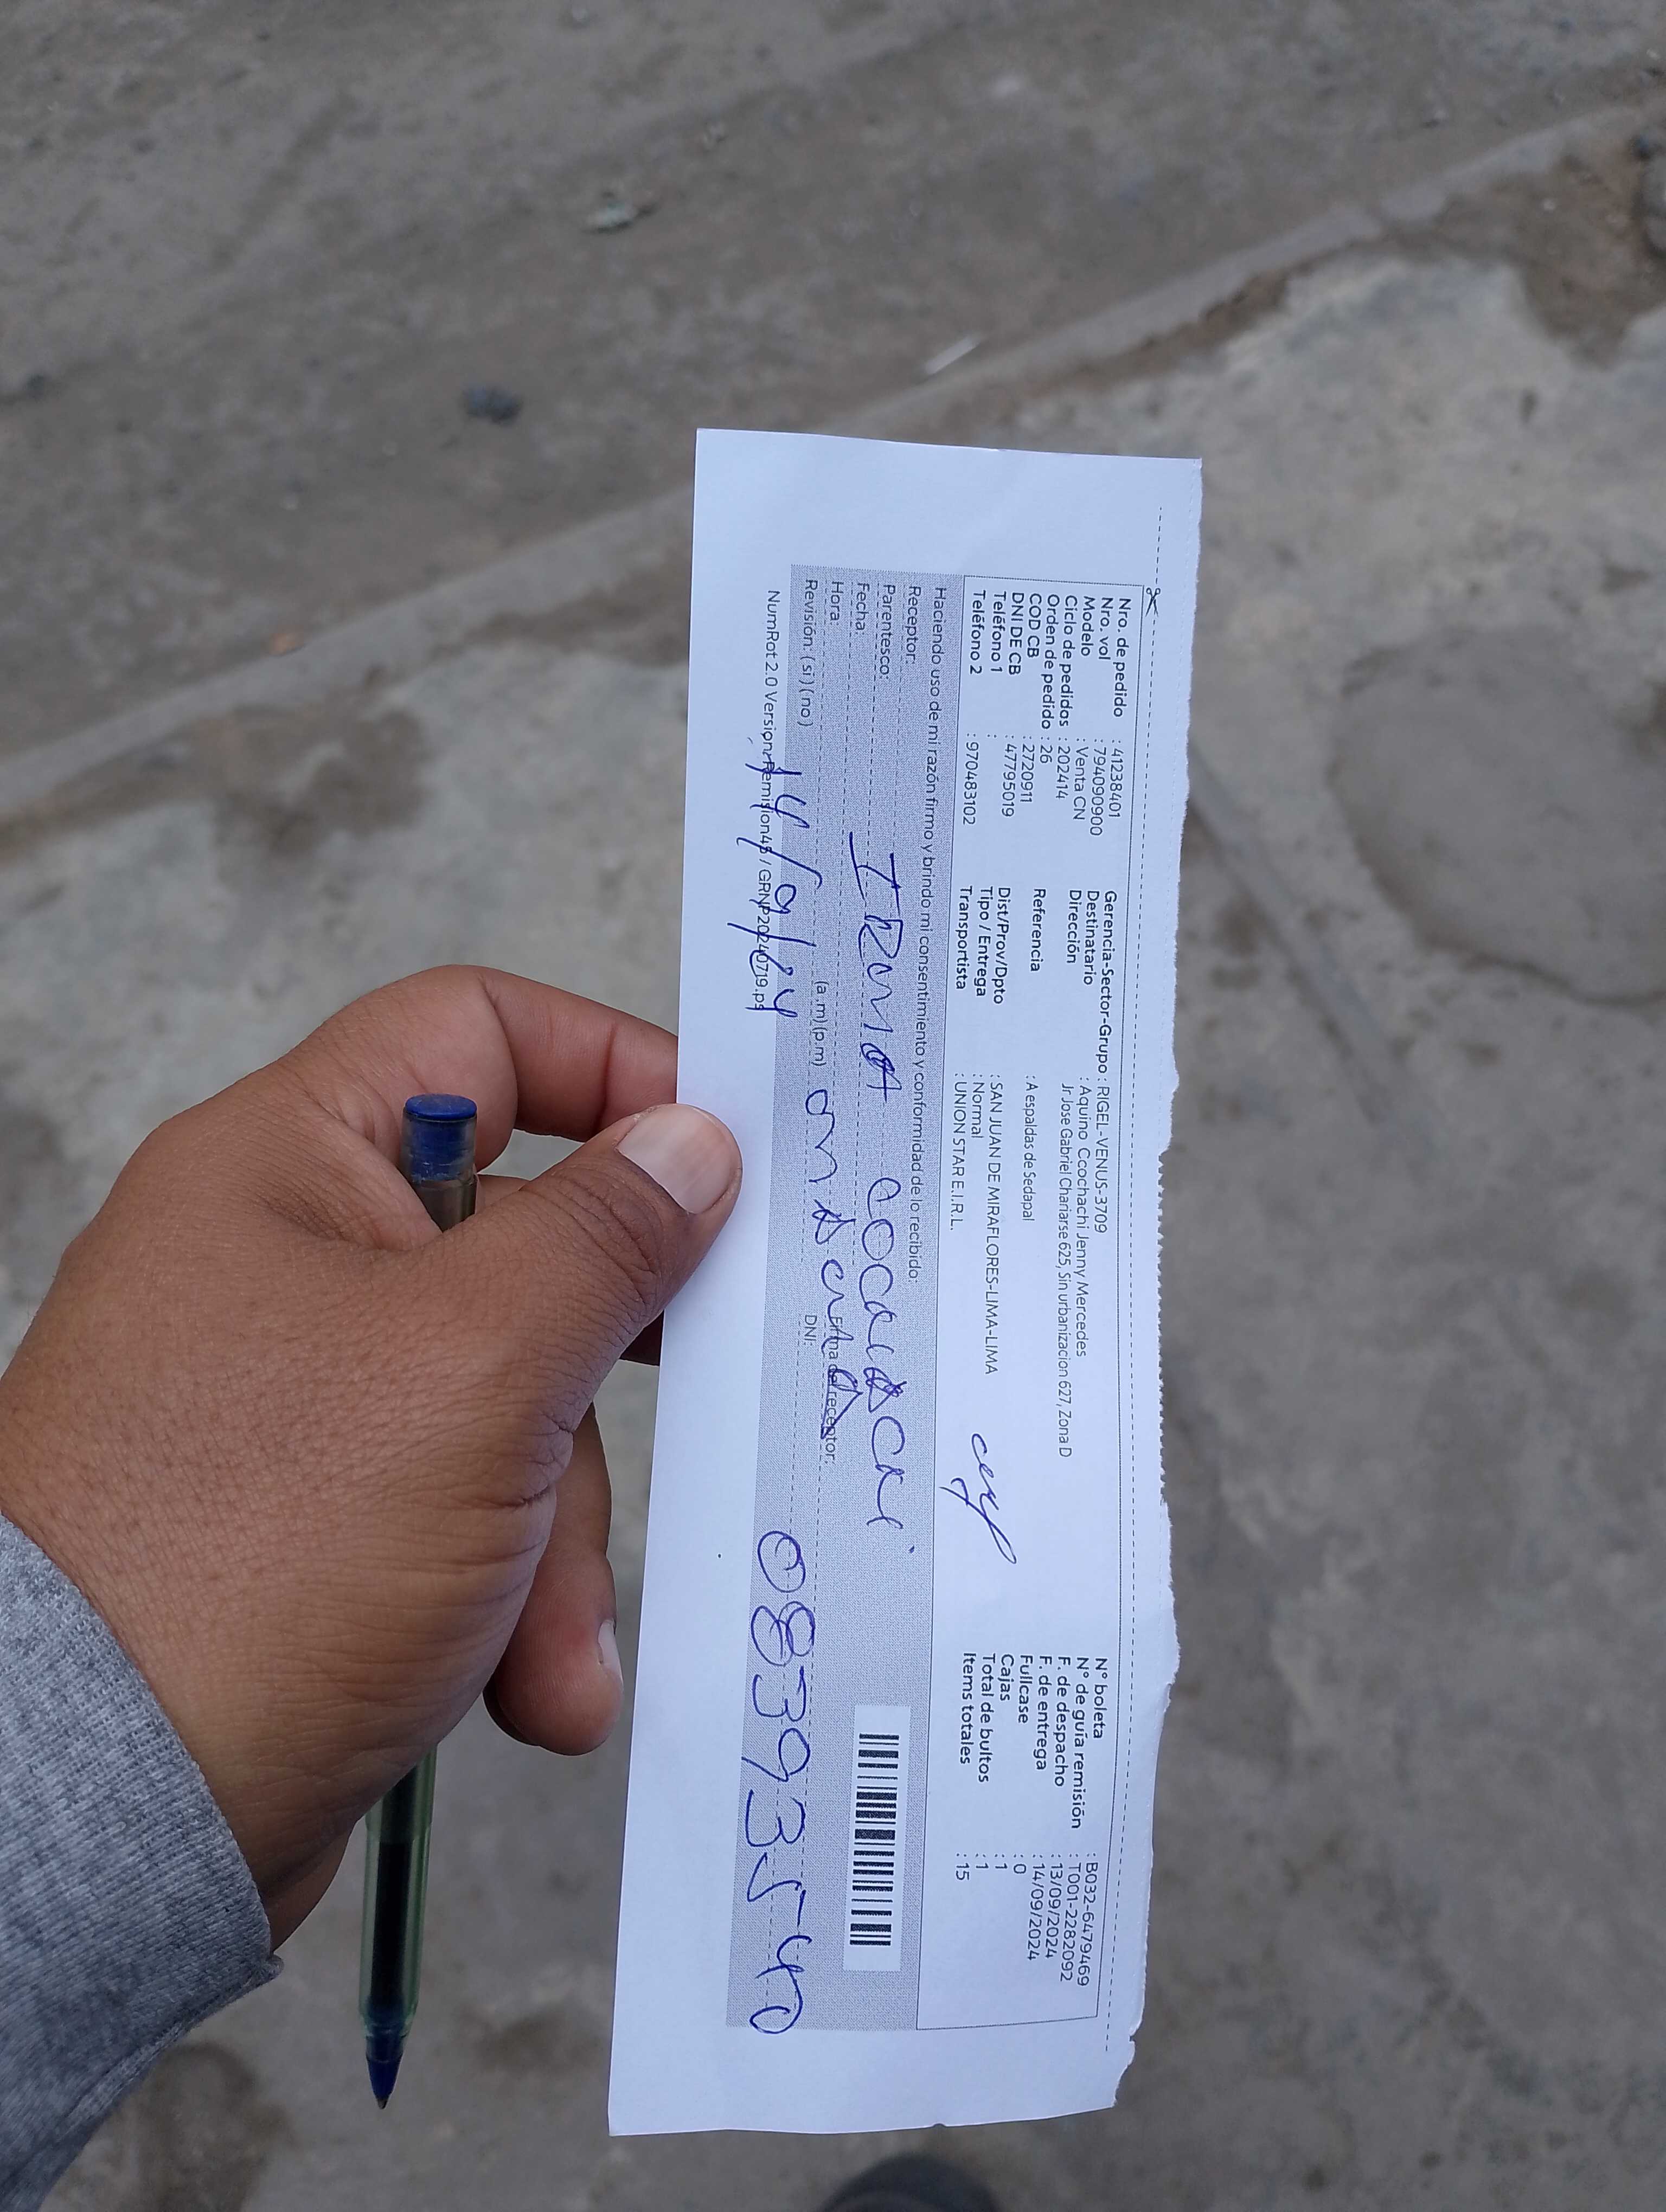 Nro. de pedido : 41238401
Nro. vol : 794090900
Modelo : Venta CN
Ciclo de pedidos : 202414
Orden de pedido : 26
COD CB : 2720911
DNI DE CB : 47795019
Teléfono 1 :
Teléfono 2 : 970483102
Gerencia-Sector-Grupo : RIGEL-VENUS-3709
Destinatario : Aquino Ccochachi Jenny Mercedes
Dirección Jr Jose Gabriel Chariarse 625, Sin urbanizacion 627, Zona D
Referencia : A espaldas de Sedapal
Dist/Prov/Dpto : SAN JUAN DE MIRAFLORES-LIMA-LIMA
Tipo / Entrega : Normal
Transportista : UNION STAR E.I.R.L.
N° boleta : B032-6479469
N° de guía remisión : T001-2282092
F. de despacho : 13/09/2024
F. de entrega : 14/09/2024
Fullcase : 0
Cajas : 1
Total de bultos : 1
Items totales : 15
Haciendo uso de mi razón firmo y brindo mi consentimiento y conformidad de lo recibido:
Receptor:
IRMA
Parentesco:
Fecha:
Hora: (a.m) (p.m)
Firma del receptor:
Revisión: (si) (no)
14/9/24
DNI:
08393540
NumRot 2.0 Version Remision45 / GRNP20240719.ps